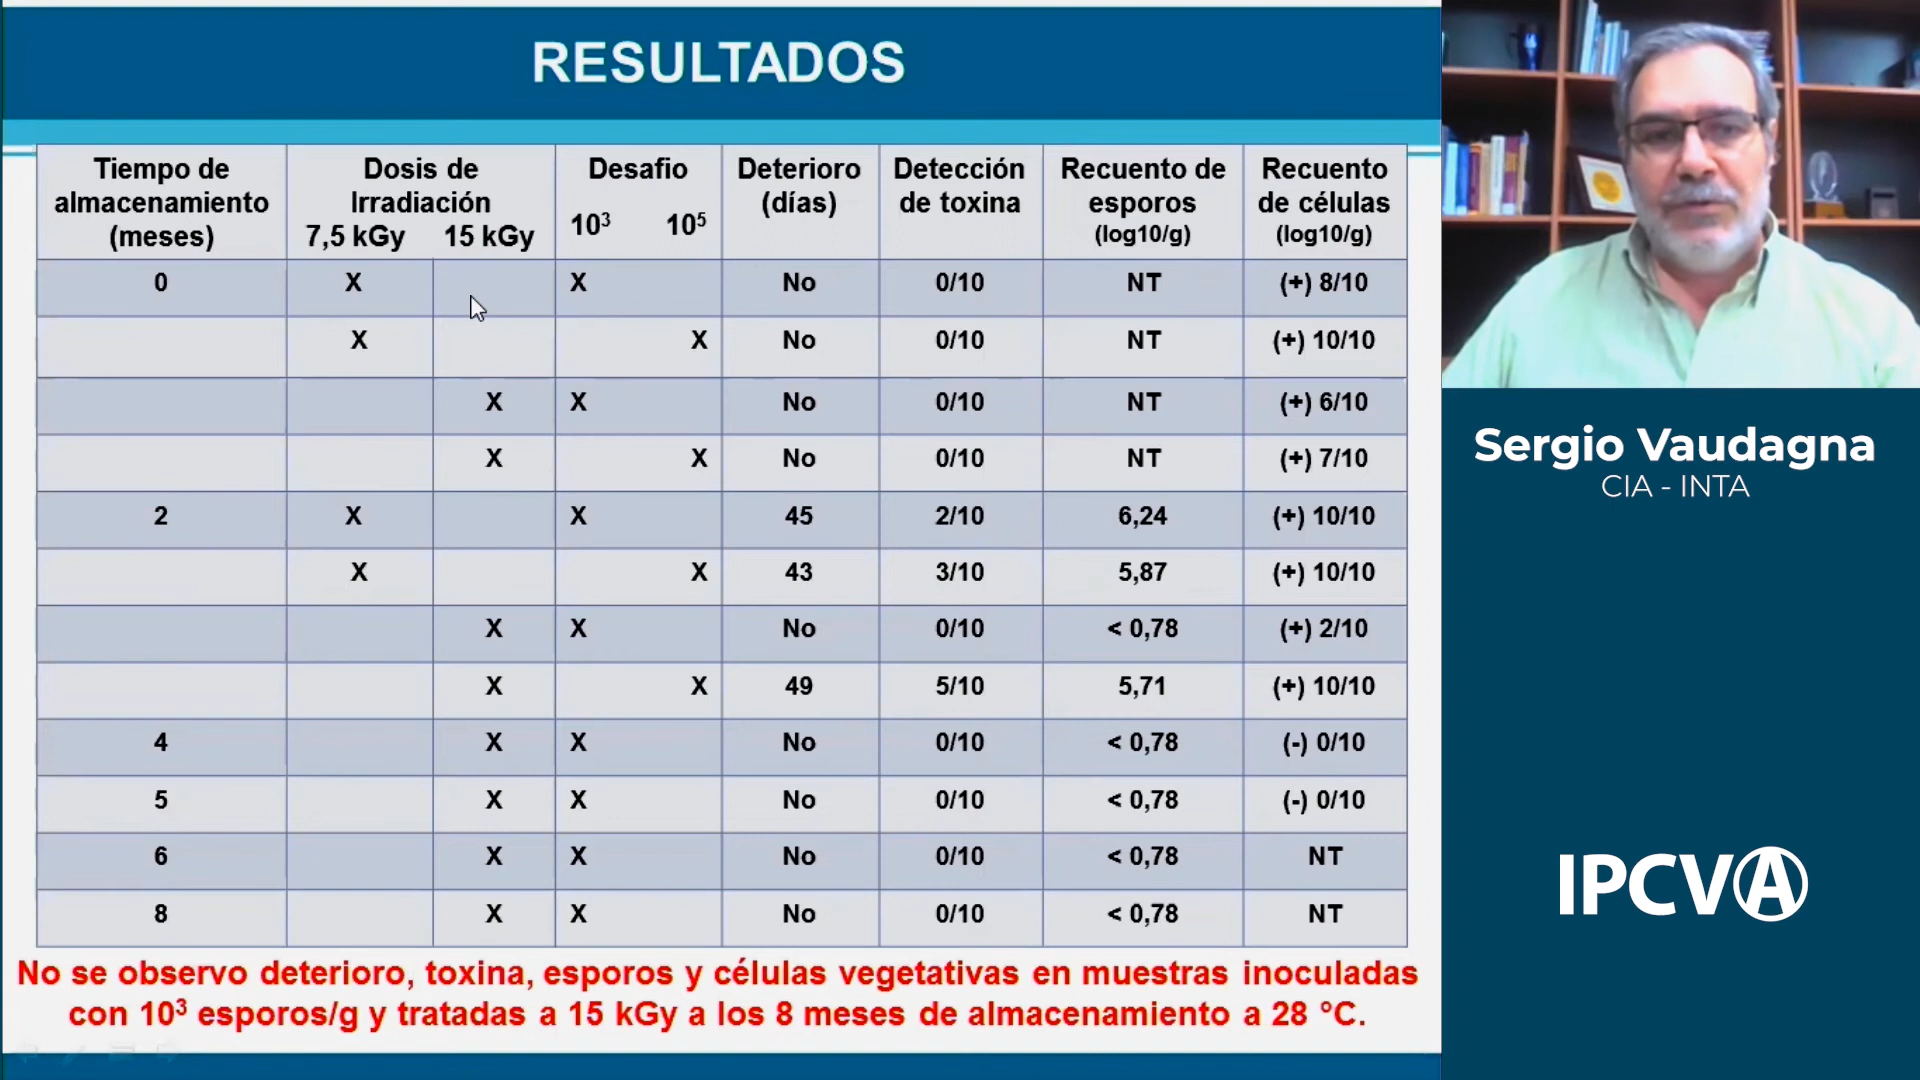 RESULTADOS
Tiempo de almacenamiento (meses) Dosis de Irradiación 7,5 kGy 15 kGy Desafio 10³ 10⁵ Deterioro (días) Detección de toxina Recuento de esporos (log10/g) Recuento de células (log10/g)
0 X X No 0/10 NT (+) 8/10
X X No 0/10 NT (+) 10/10
X X No 0/10 NT (+) 6/10
X X No 0/10 NT (+) 7/10
2 X X 45 2/10 6,24 (+) 10/10
X X 43 3/10 5,87 (+) 10/10
X X No 0/10 < 0,78 (+) 2/10
X X 49 5/10 5,71 (+) 10/10
4 X X No 0/10 < 0,78 (-) 0/10
5 X X No 0/10 < 0,78 (-) 0/10
6 X X No 0/10 < 0,78 NT
8 X X No 0/10 < 0,78 NT
No se observo deterioro, toxina, esporos y células vegetativas en muestras inoculadas
con 10³ esporos/g y tratadas a 15 kGy a los 8 meses de almacenamiento a 28 °C.
Sergio Vaudagna
CIA - INTA
IPCVA